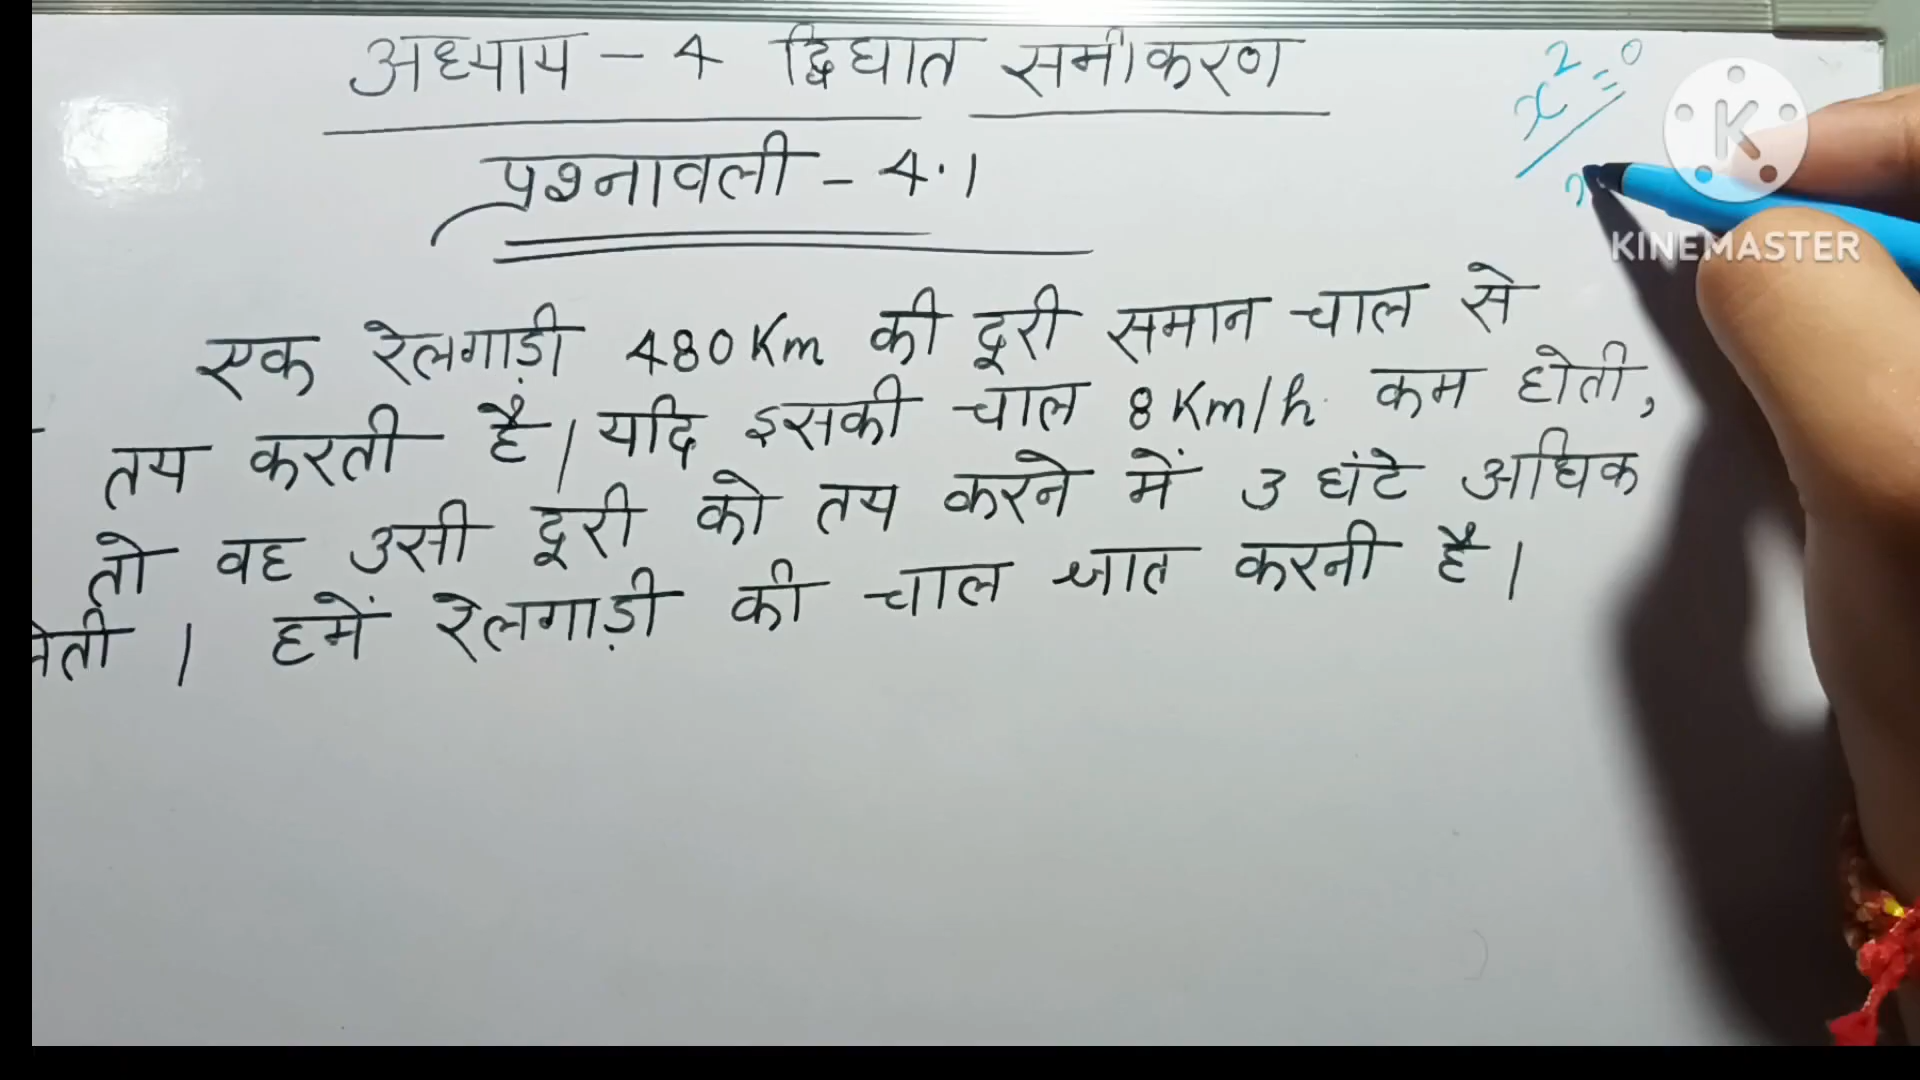 अध्याय - 4 द्विघात समीकरण
x² = 0
प्रश्नावली - 4.1
K
KINEMASTER
एक रेलगाड़ी 480 Km की दूरी समान चाल से
तय करती है। यदि इसकी चाल 8 Km/h कम होती,
तो वह उसी दूरी को तय करने में 3 घंटे अधिक
लेती । हमें रेलगाड़ी की चाल ज्ञात करनी है।